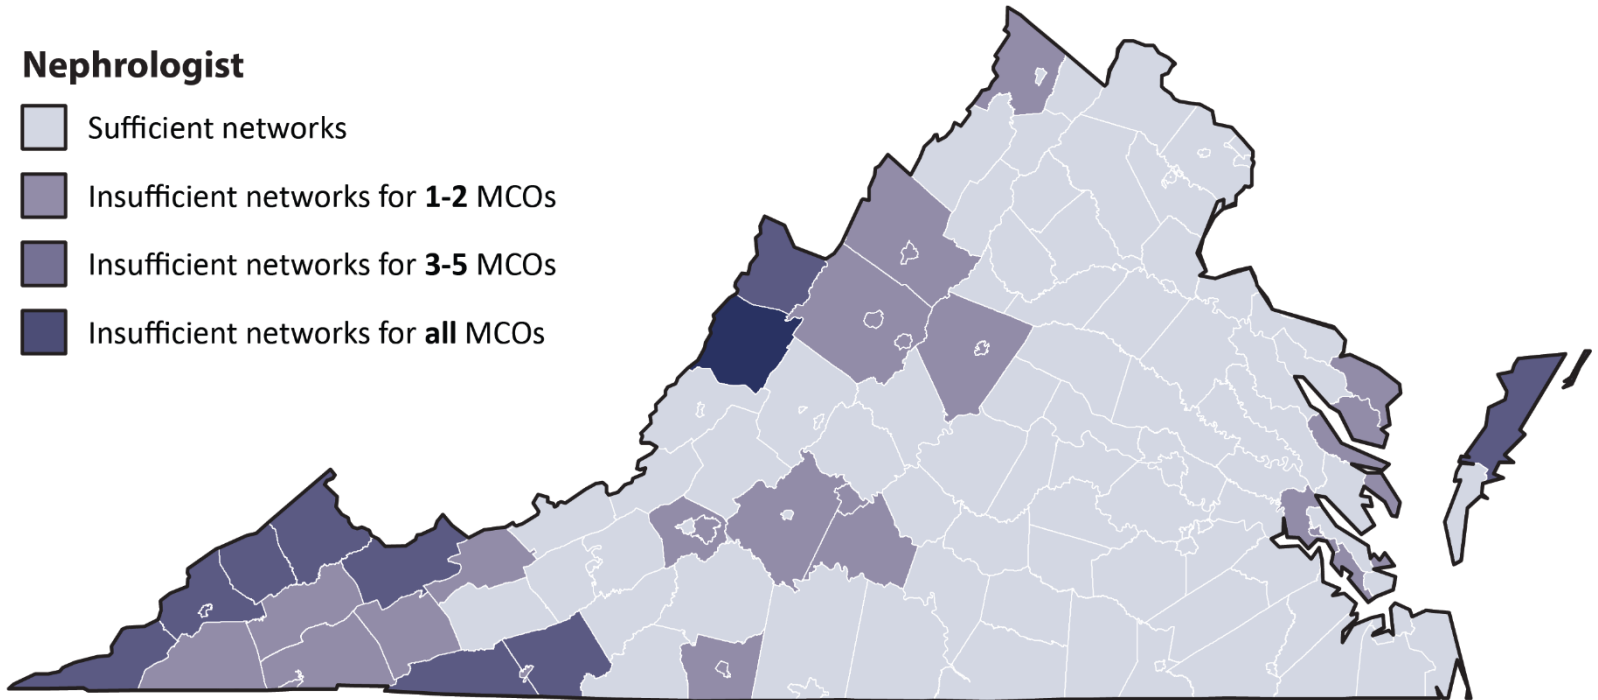 Nephrologist
Sufficient networks
Insufficient networks for 1-2 MCOs
Insufficient networks for 3-5 MCOs
Insufficient networks for all MCOs